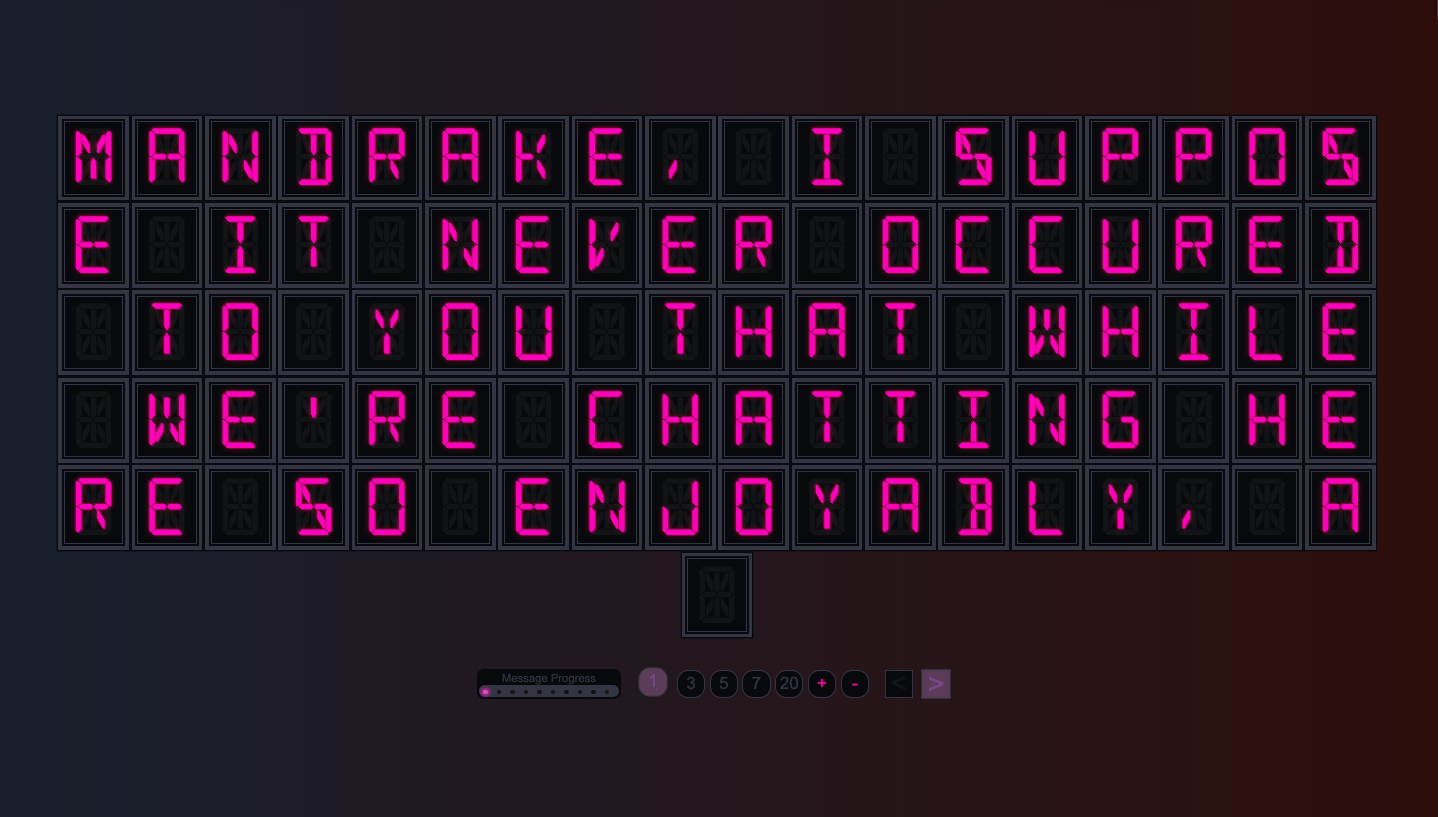 MANDRAKE,  I SUPPOS
E IT NEVER OCCURED
 TO YOU THAT WHILE
 WE'RE CHATTING HE
RE SO ENJOYABLY,  A
Message Progress
1 3 5 7 20 + - < >